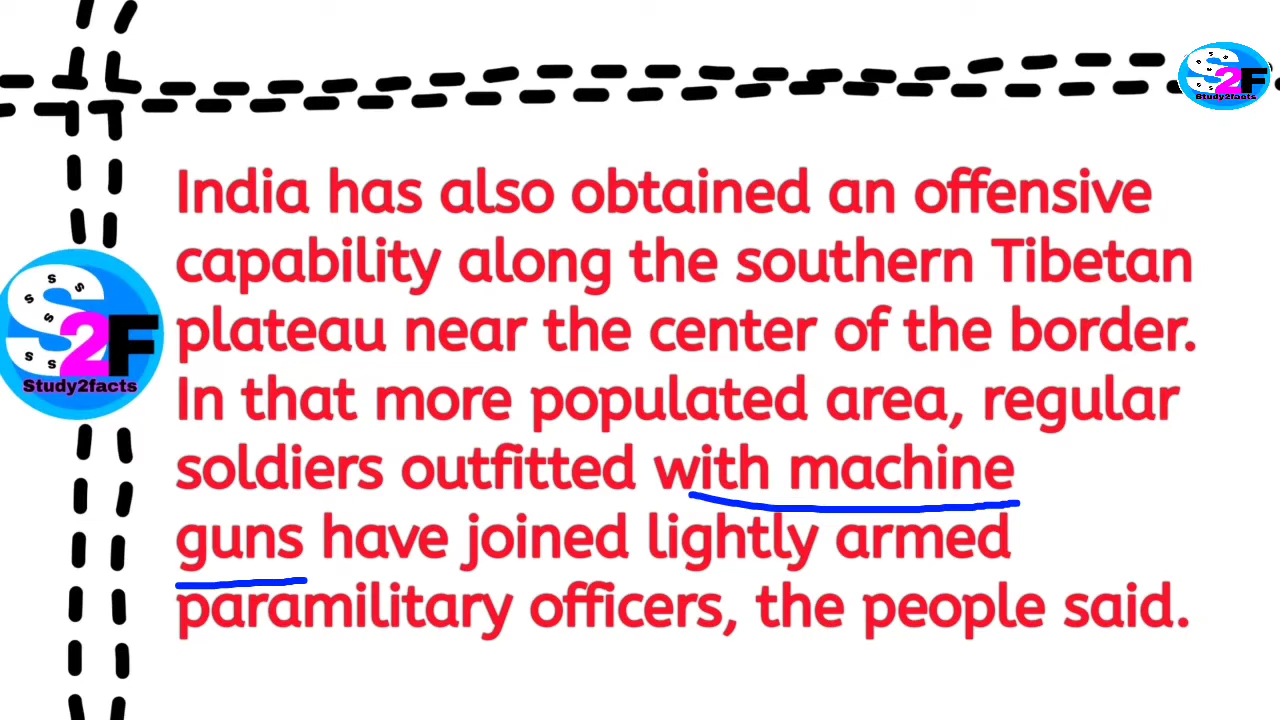 S2F
Study2facts
India has also obtained an offensive
capability along the southern Tibetan
plateau near the center of the border.
In that more populated area, regular
soldiers outfitted with machine
guns have joined lightly armed
paramilitary officers, the people said.
s
s
s
s
s
s
S2F
Study2facts